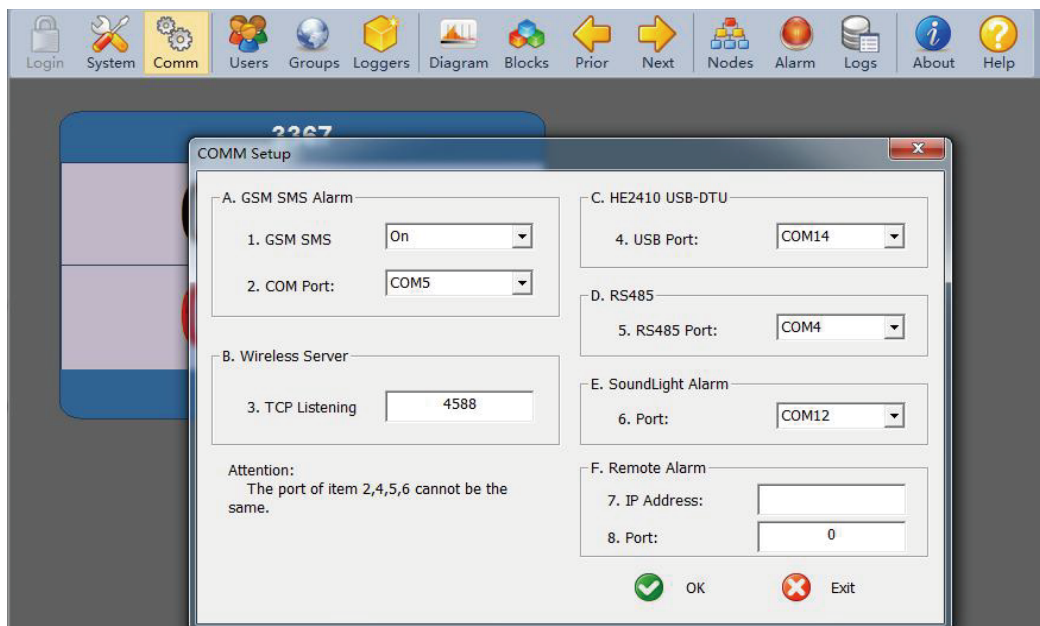 Login System Comm Users Groups Loggers Diagram Blocks Prior Next Nodes Alarm Logs About Help
3367
COMM Setup
A. GSM SMS Alarm
1. GSM SMS On
2. COM Port: COM5
B. Wireless Server
3. TCP Listening 4588
Attention:
The port of item 2,4,5,6 cannot be the
same.
C. HE2410 USB-DTU
4. USB Port: COM14
D. RS485
5. RS485 Port: COM4
E. SoundLight Alarm
6. Port: COM12
F. Remote Alarm
7. IP Address:
8. Port: 0
OK Exit